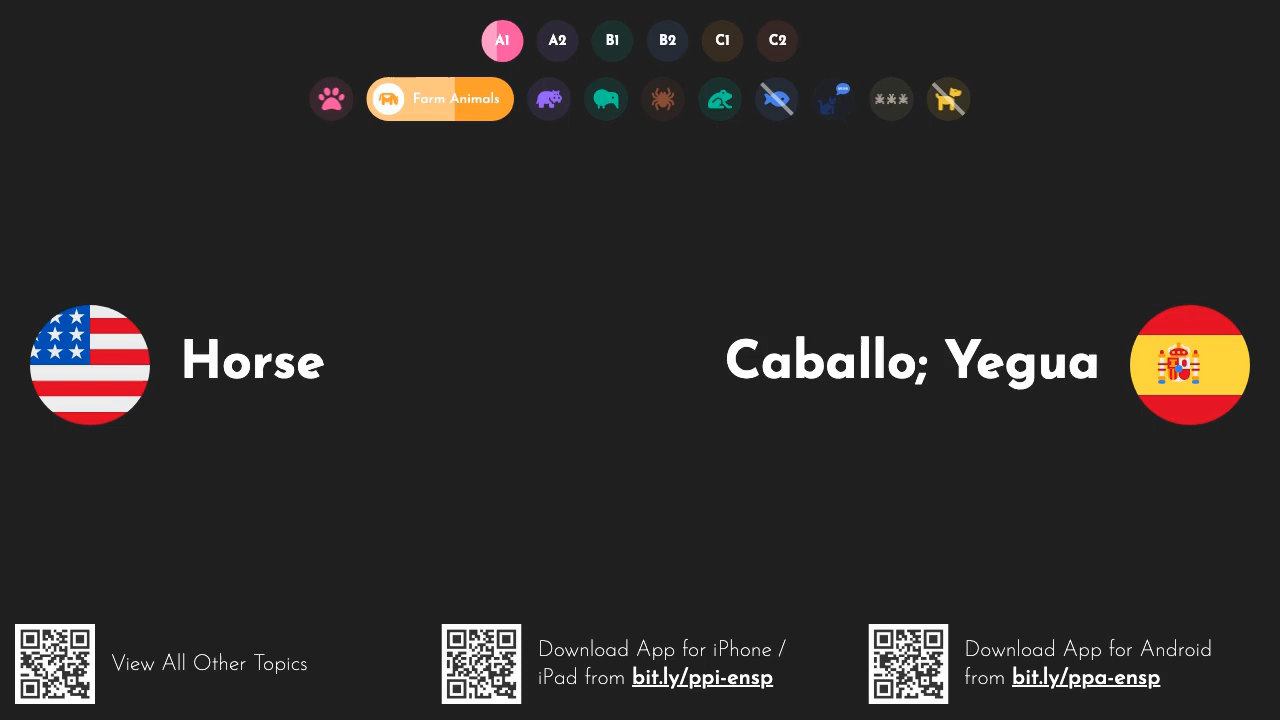 A1 A2 B1 B2 C1 C2
Farm Animals
Horse
Caballo; Yegua
View All Other Topics
Download App for iPhone /
iPad from bit.ly/ppi-ensp
Download App for Android
from bit.ly/ppa-ensp